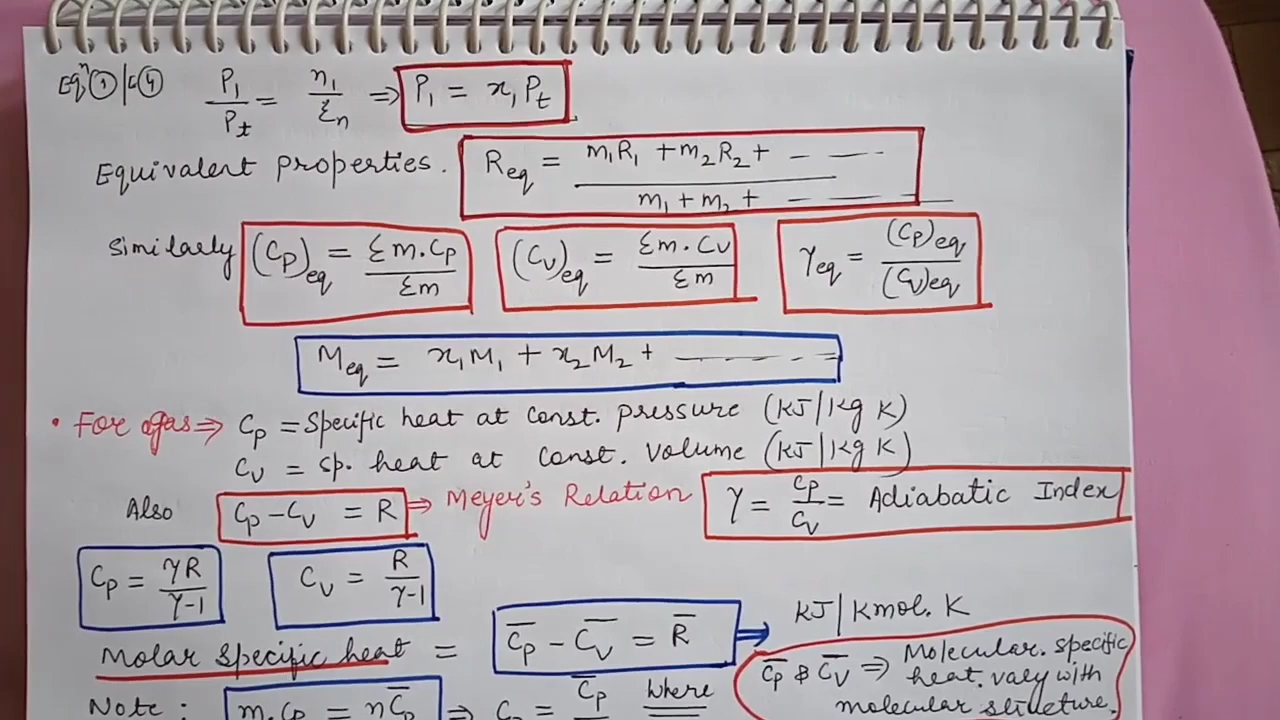 Eqⁿ ① / ④ P₁/Pt = n₁/Σn ⇒ P₁ = x₁Pt
Equivalent properties. Req = m₁R₁ + m₂R₂ + - — — / m₁ + m₂ + - — —
Similarly (Cp)eq = Σm.Cp / Σm (Cv)eq = Σm.Cv / Σm γeq = (Cp)eq / (Cv)eq
Meq = x₁M₁ + x₂M₂ + - - - - - -
• For gas ⇒ Cp = Specific heat at const. pressure (KJ/Kg K)
Cv = sp. heat at const. volume (KJ/Kg K)
Also Cp - Cv = R ⇒ Meyer's Relation γ = Cp/Cv = Adiabatic Index
Cp = γR/γ-1 Cv = R/γ-1
Molar specific heat = C̅p - C̅v = R̅ ⇒ KJ/Kmol. K
C̅p & C̅v ⇒ Molecular. specific
heat. vary with
molecular structure.
Note: m.Cp = nC̅p ⇒ C̅p where